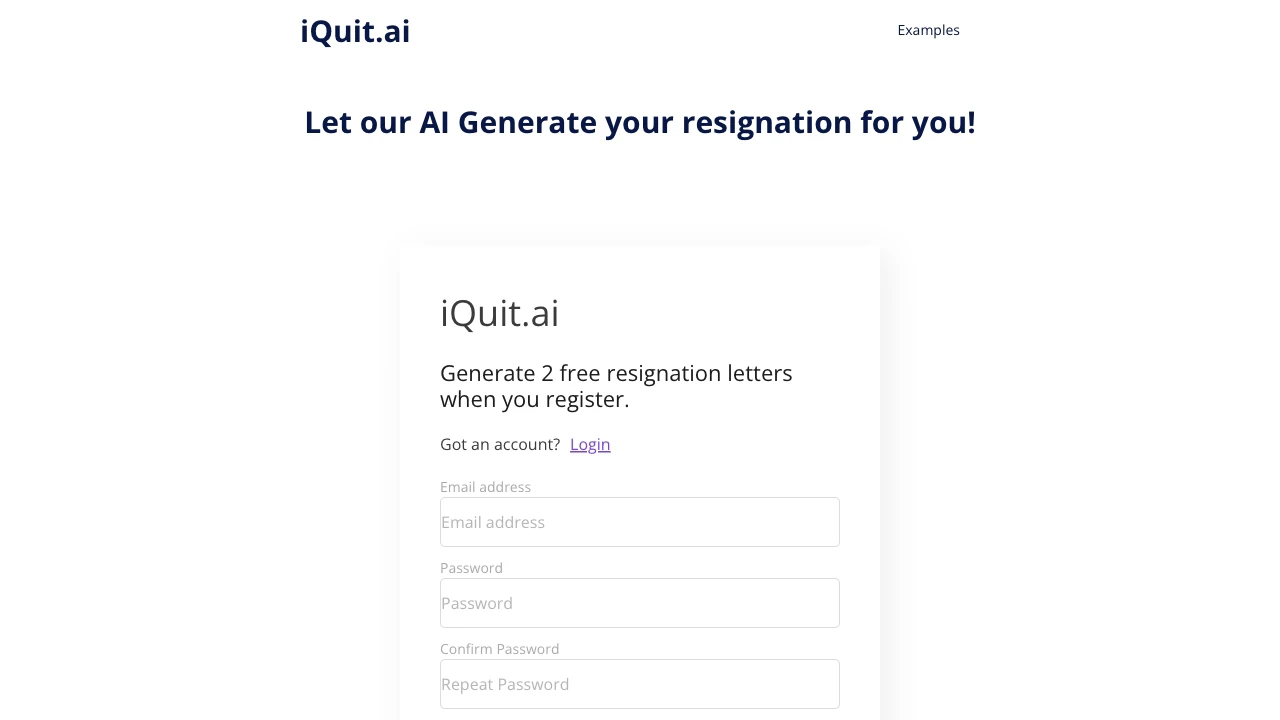 iQuit.ai
Examples
Let our AI Generate your resignation for you!
iQuit.ai
Generate 2 free resignation letters
when you register.
Got an account? Login
Email address
Email address
Password
Password
Confirm Password
Repeat Password